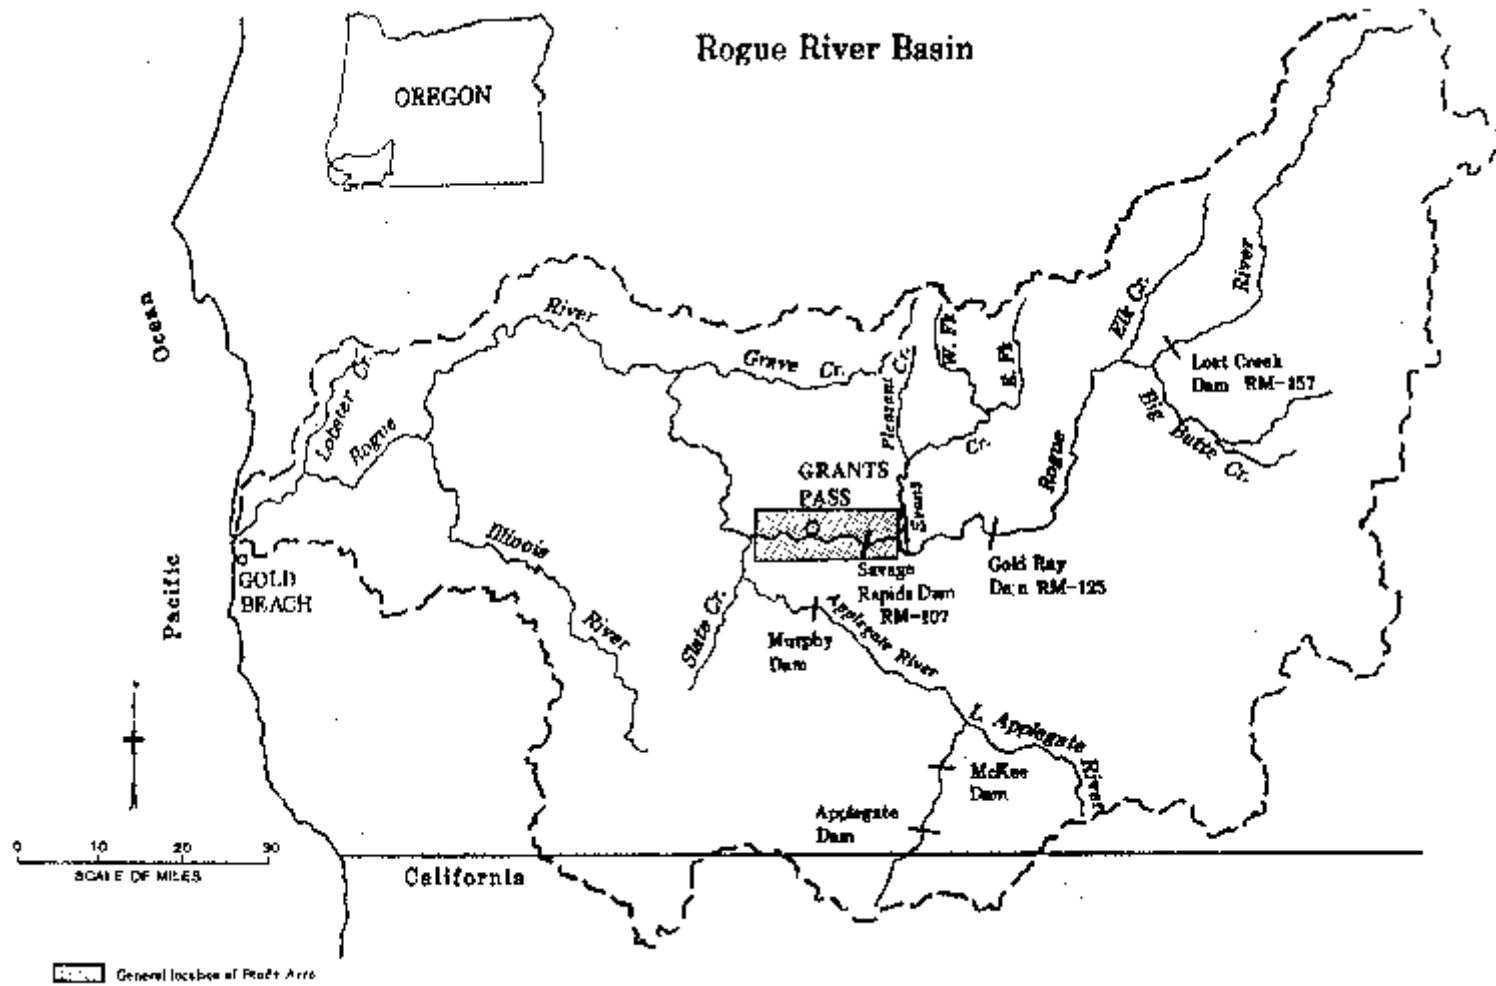 Rogue River Basin
OREGON
Ocean
Pacific
River
Grave Cr.
Lobster Cr.
Rogue
Pleasant Cr.
W. Fk
E. Fk
Elk Cr.
River
Lost Creek
Dam RM-157
Big Butte Cr.
Cr.
Rogue
GRANTS
PASS
Evans
Illinois
River
GOLD
BEACH
Slate Cr.
Savage
Rapids Dam
RM-107
Gold Ray
Dam RM-125
Murphy
Dam
Applegate River
L. Applegate River
McKee
Dam
Applegate
Dam
0 10 20 30
SCALE OF MILES
California
General location of